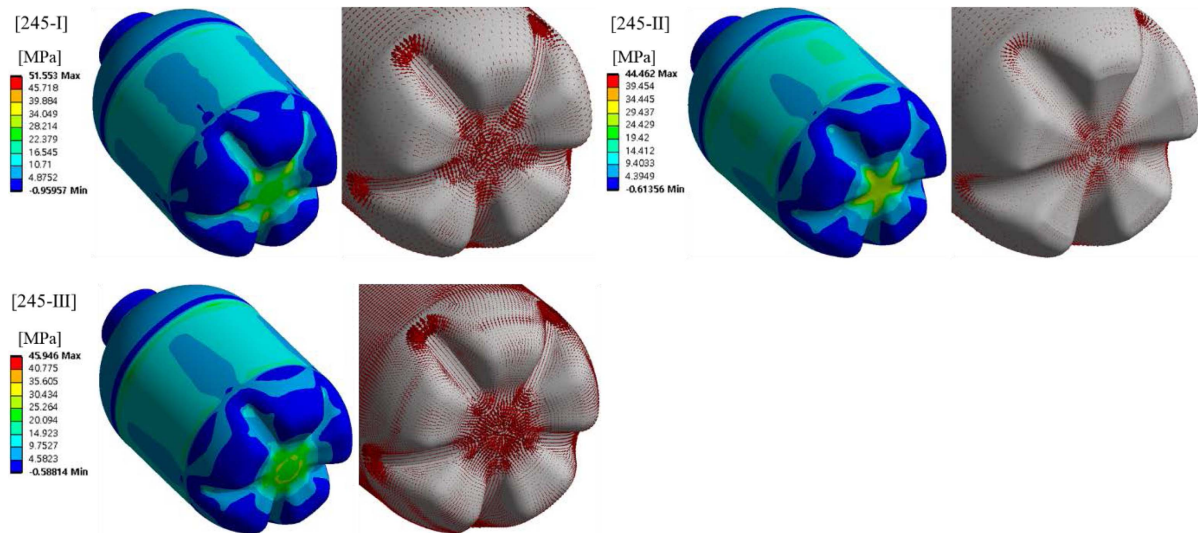 [245-I]
[MPa]
51.553 Max
45.718
39.884
34.049
28.214
22.379
16.545
10.71
4.8752
-0.95957 Min
[245-II]
[MPa]
44.462 Max
39.454
34.445
29.437
24.429
19.42
14.412
9.4033
4.3949
-0.61356 Min
[245-III]
[MPa]
45.946 Max
40.775
35.605
30.434
25.264
20.094
14.923
9.7527
4.5823
-0.58814 Min